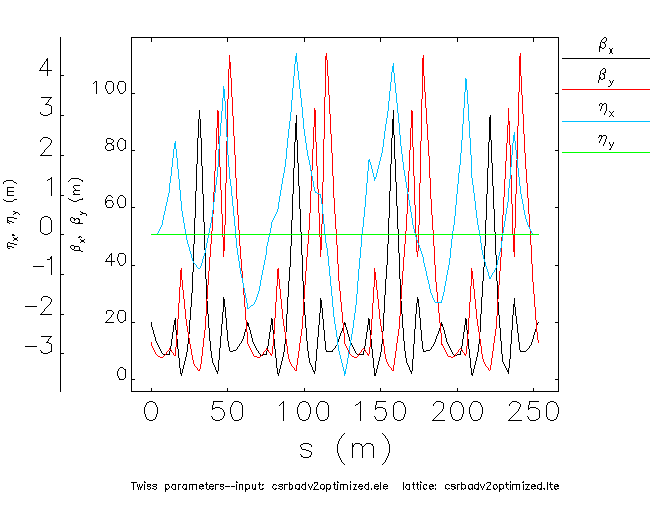 βx
βy
ηx
ηy
4
3
2
1
0
-1
-2
-3
ηx, ηy (m)
100
80
60
40
20
0
βx, βy (m)
0 50 100 150 200 250
s (m)
Twiss parameters--input: csrbadv2optimized.ele lattice: csrbadv2optimized.lte